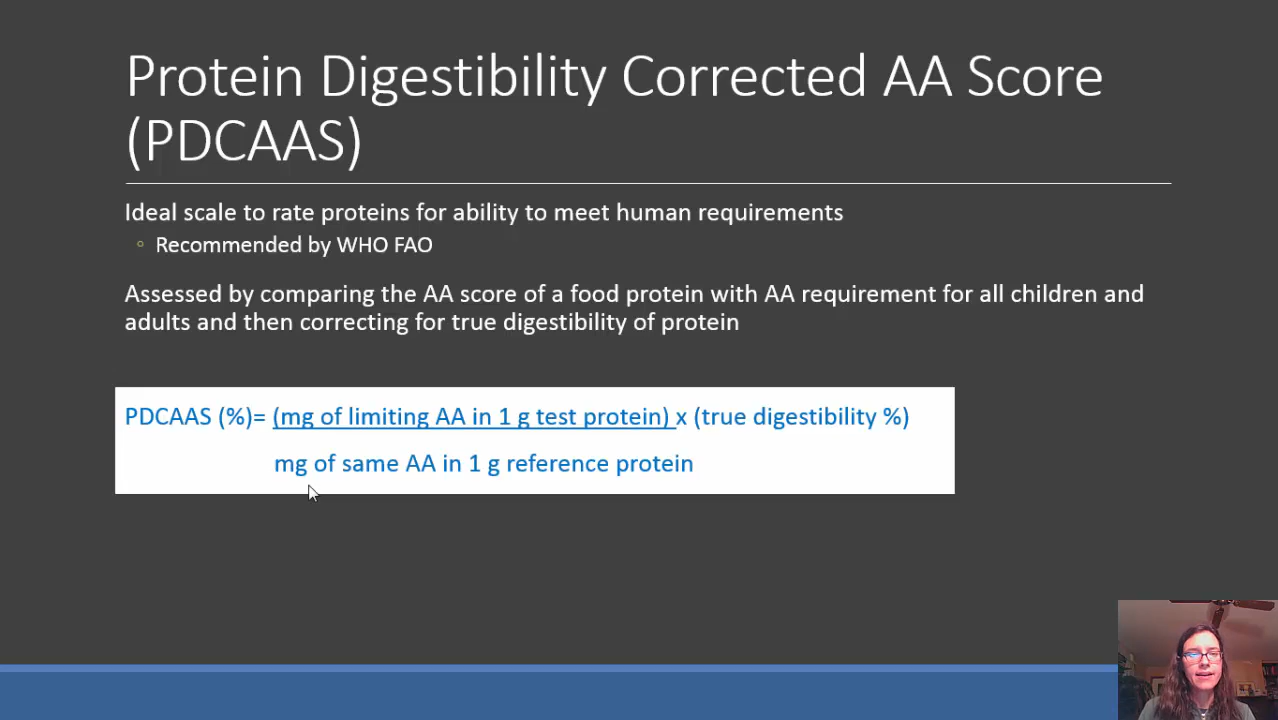 Protein Digestibility Corrected AA Score
(PDCAAS)
Ideal scale to rate proteins for ability to meet human requirements
◦ Recommended by WHO FAO
Assessed by comparing the AA score of a food protein with AA requirement for all children and
adults and then correcting for true digestibility of protein
PDCAAS (%)= (mg of limiting AA in 1 g test protein) x (true digestibility %)
mg of same AA in 1 g reference protein